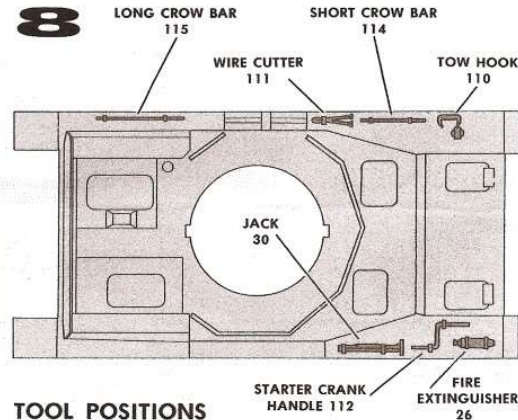 8
LONG CROW BAR
115
SHORT CROW BAR
114
WIRE CUTTER
111
TOW HOOK
110
JACK
30
STARTER CRANK
HANDLE 112
FIRE
EXTINGUISHER
26
TOOL POSITIONS